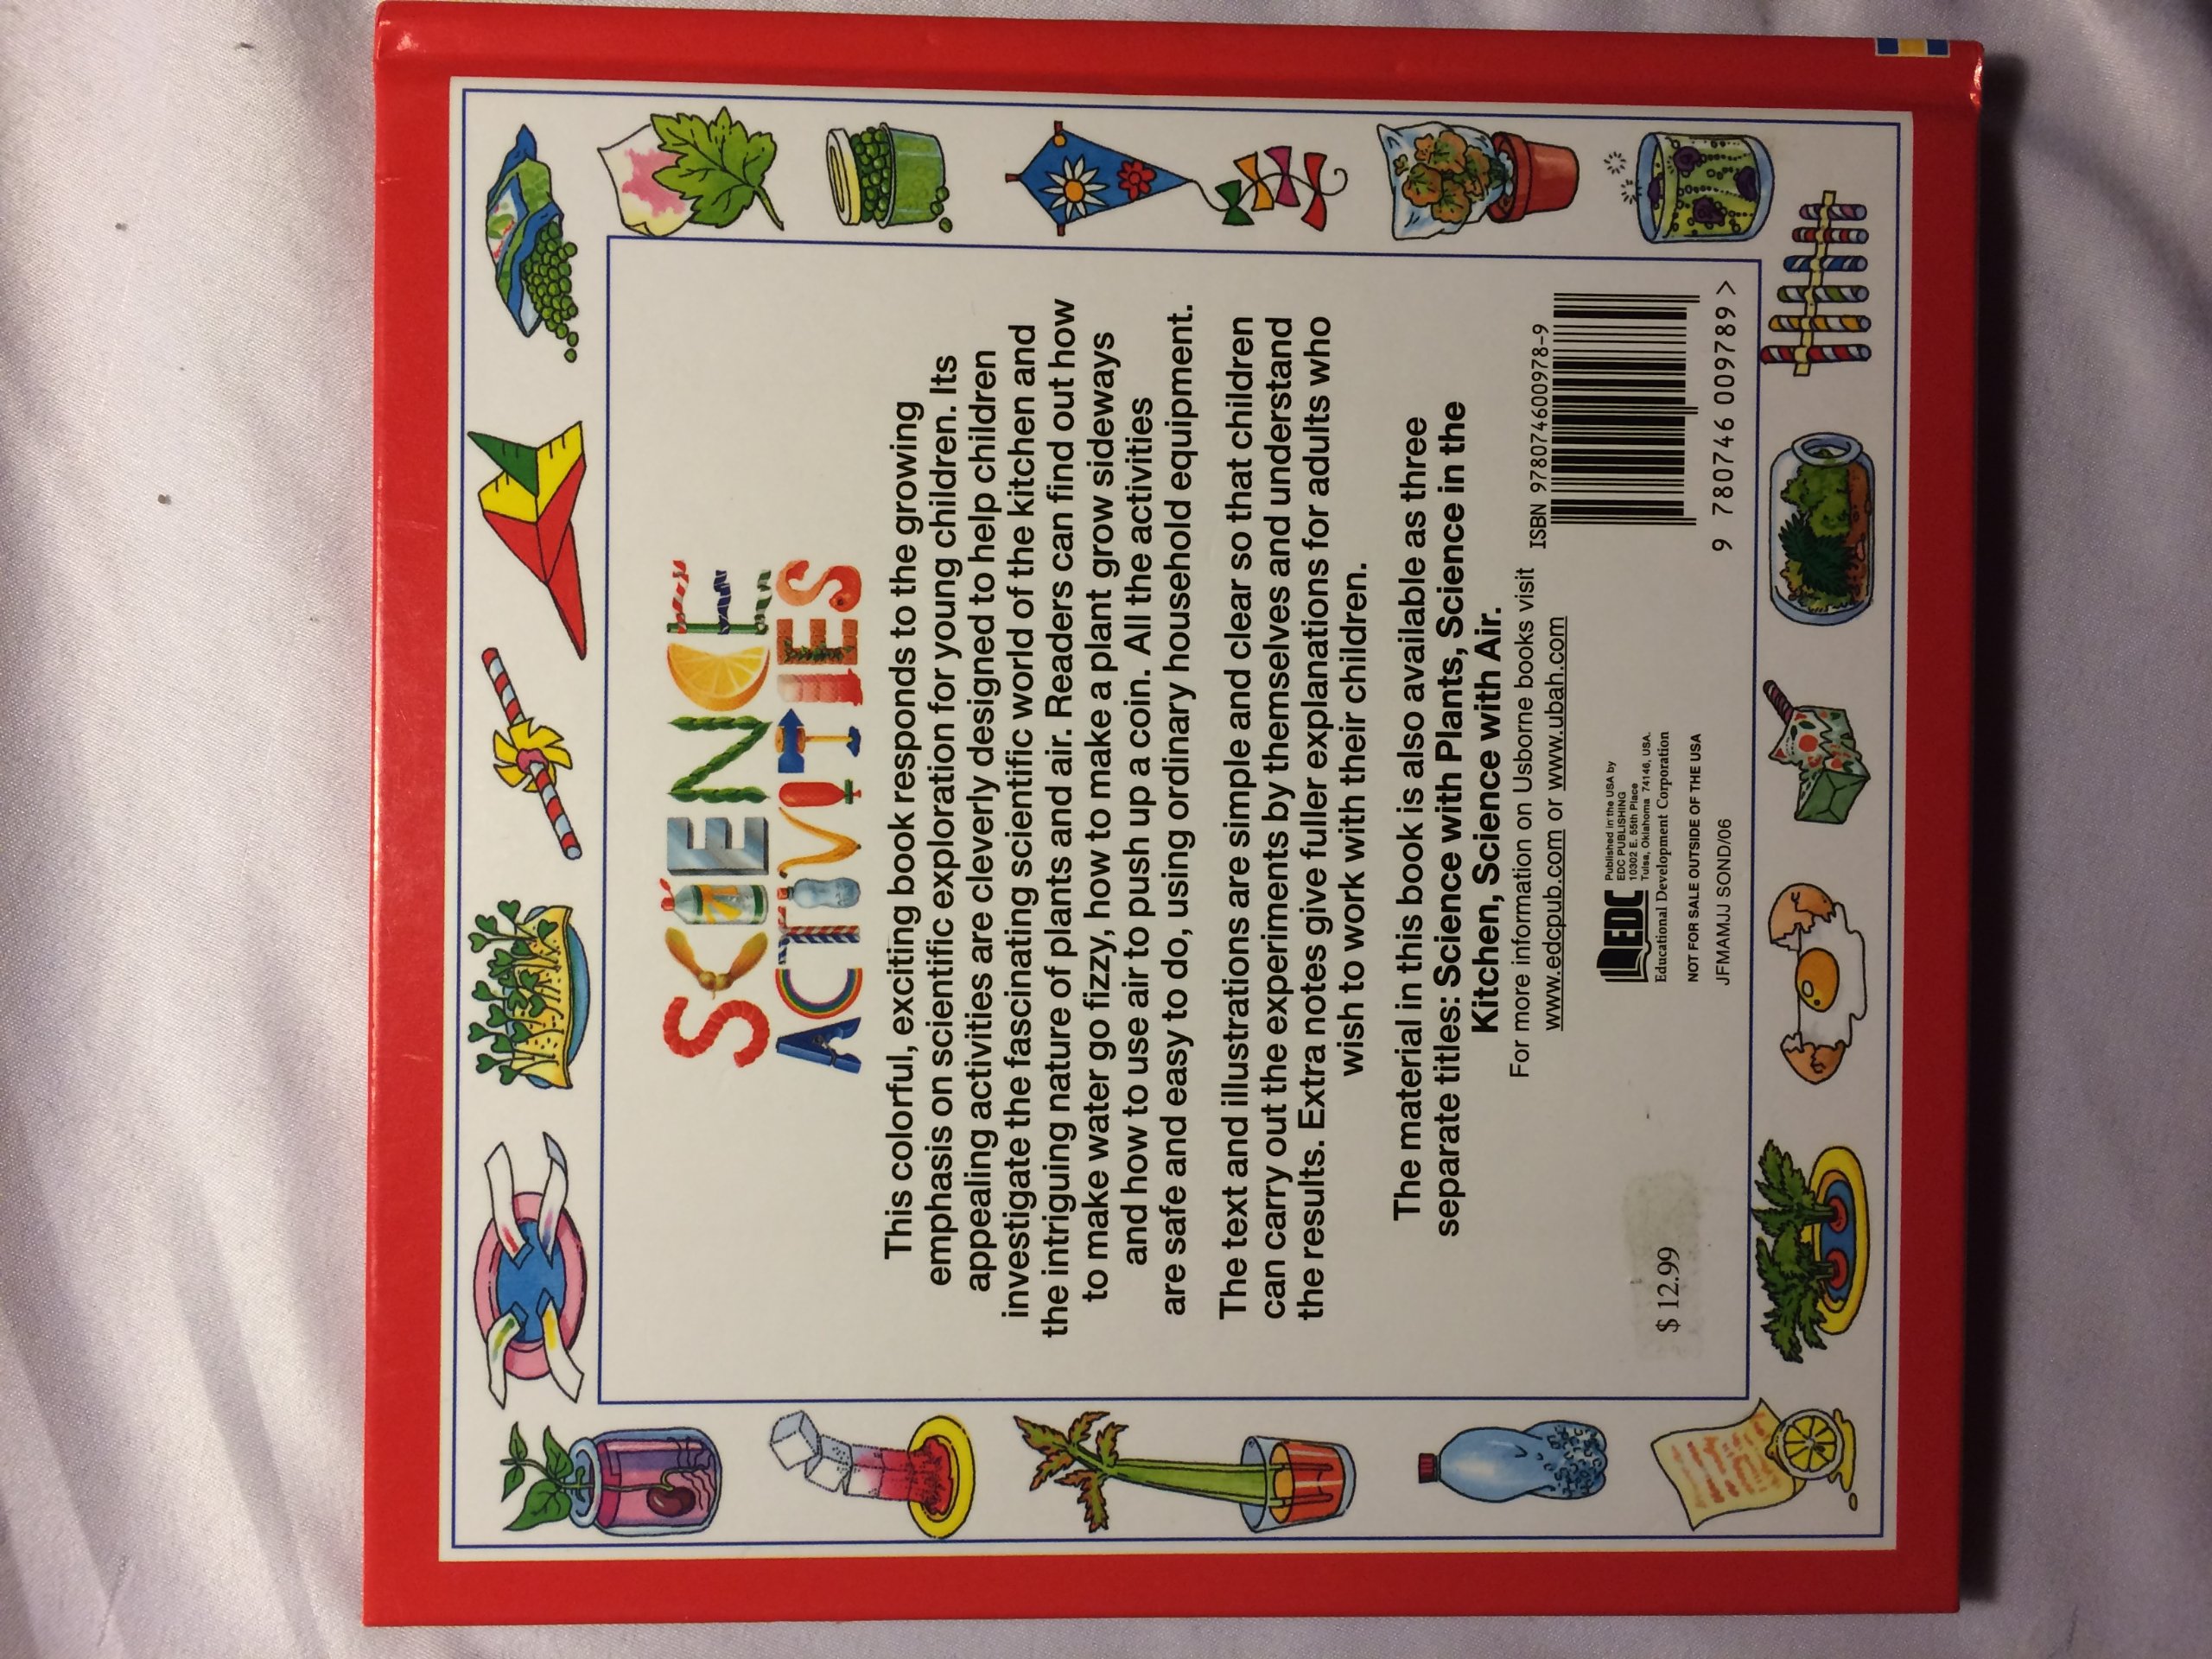 SCIENCE
ACTIVITIES
This colorful, exciting book responds to the growing
emphasis on scientific exploration for young children. Its
appealing activities are cleverly designed to help children
investigate the fascinating scientific world of the kitchen and
the intriguing nature of plants and air. Readers can find out how
to make water go fizzy, how to make a plant grow sideways
and how to use air to push up a coin. All the activities
are safe and easy to do, using ordinary household equipment.
The text and illustrations are simple and clear so that children
can carry out the experiments by themselves and understand
the results. Extra notes give fuller explanations for adults who
wish to work with their children.
The material in this book is also available as three
separate titles: Science with Plants, Science in the
Kitchen, Science with Air.
For more information on Usborne books visit
www.edcpub.com or www.ubah.com
ISBN 978074600978-9
9 780746 009789 >
EDC
Published in the USA by
EDC PUBLISHING
10302 E. 55th Place
Tulsa, Oklahoma 74146, USA.
Educational Development Corporation
NOT FOR SALE OUTSIDE OF THE USA
JFMAMJJ SOND/06
$ 12.99